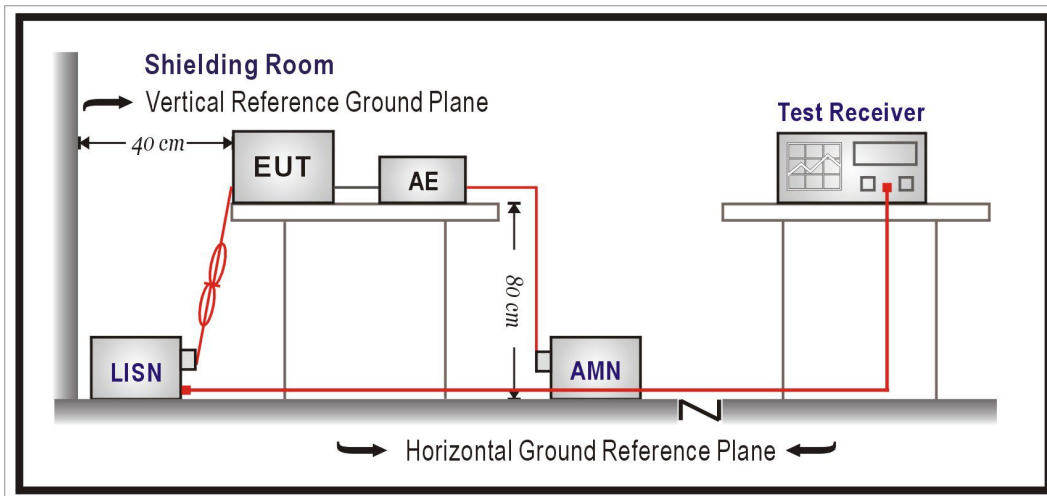 Shielding Room
Vertical Reference Ground Plane
40 cm
EUT
AE
Test Receiver
80 cm
LISN
AMN
Horizontal Ground Reference Plane